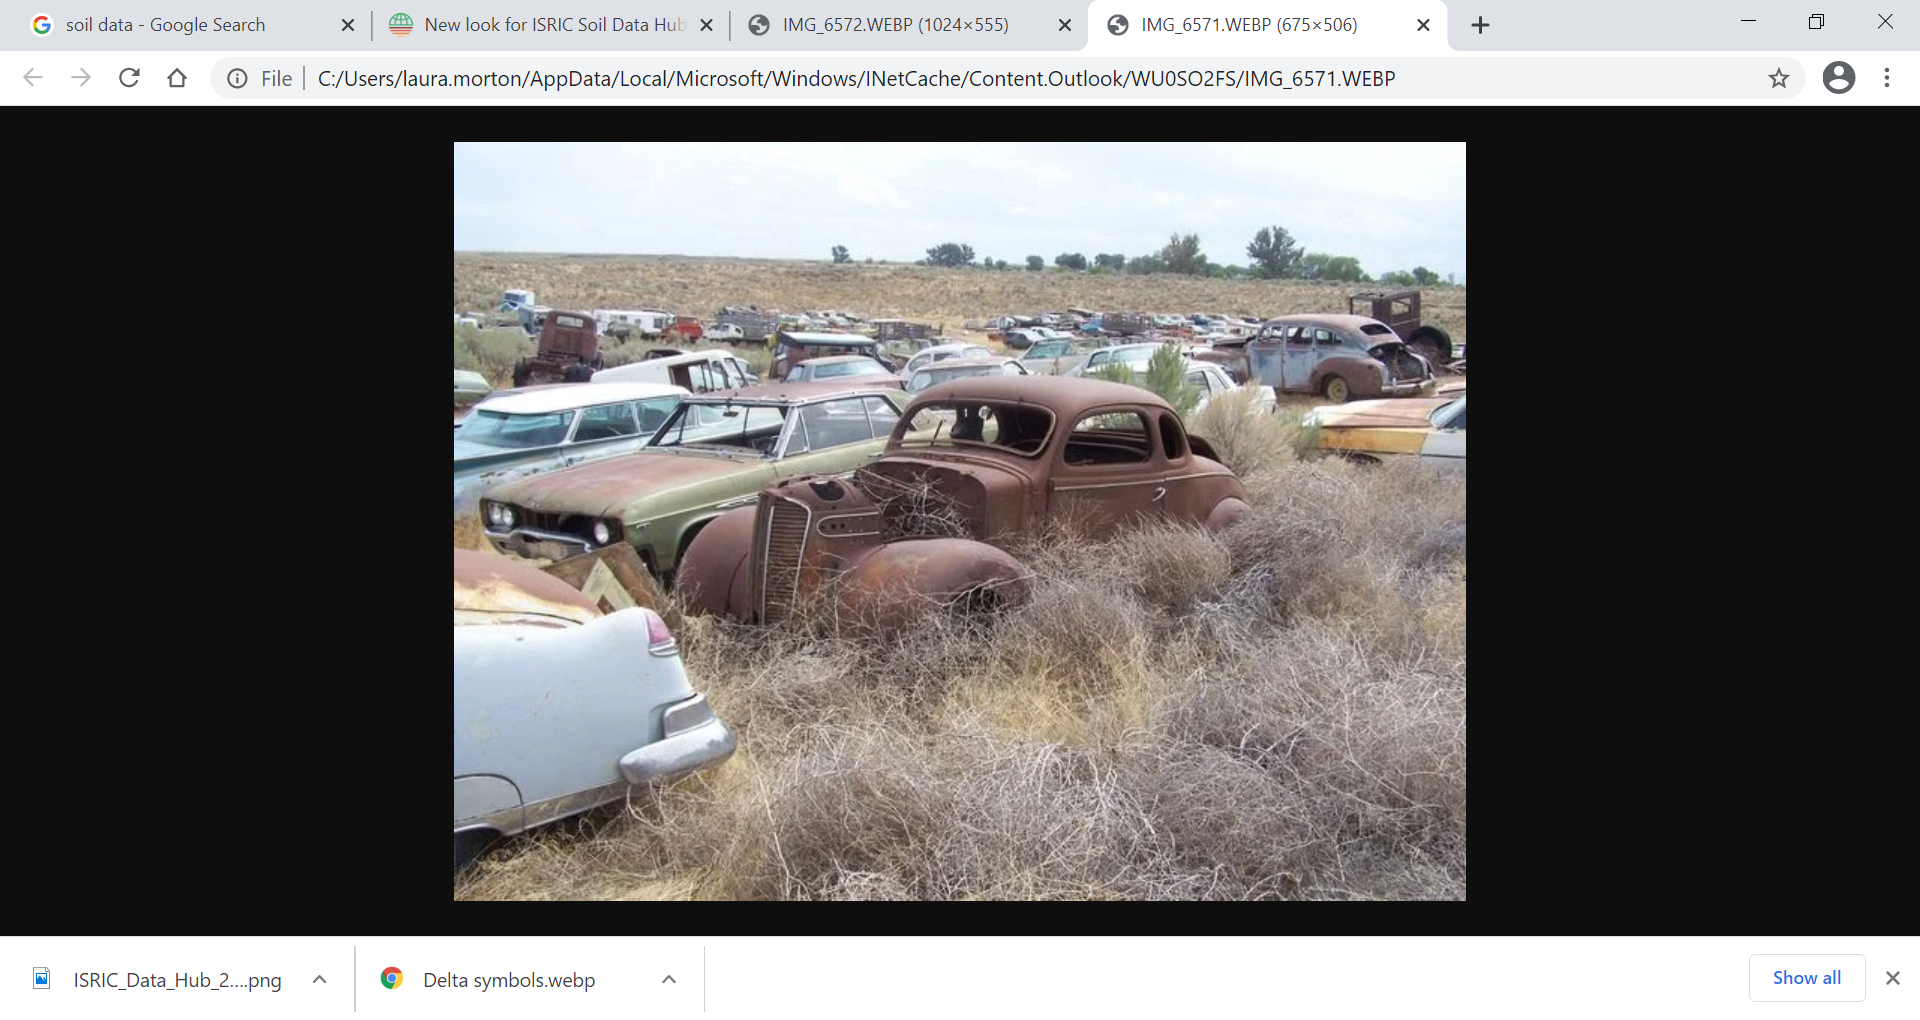 soil data - Google Search
New look for ISRIC Soil Data Hub
IMG_6572.WEBP (1024×555)
IMG_6571.WEBP (675×506)
File
C:/Users/laura.morton/AppData/Local/Microsoft/Windows/INetCache/Content.Outlook/WU0SO2FS/IMG_6571.WEBP
ISRIC_Data_Hub_2....png
Delta symbols.webp
Show all